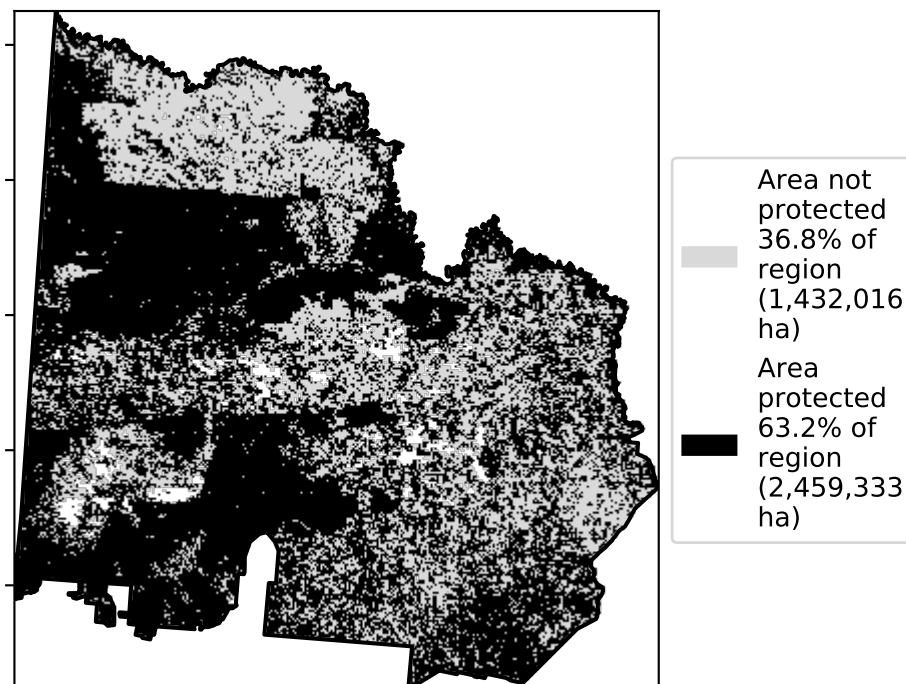 Area not
protected
36.8% of
region
(1,432,016
ha)
Area
protected
63.2% of
region
(2,459,333
ha)